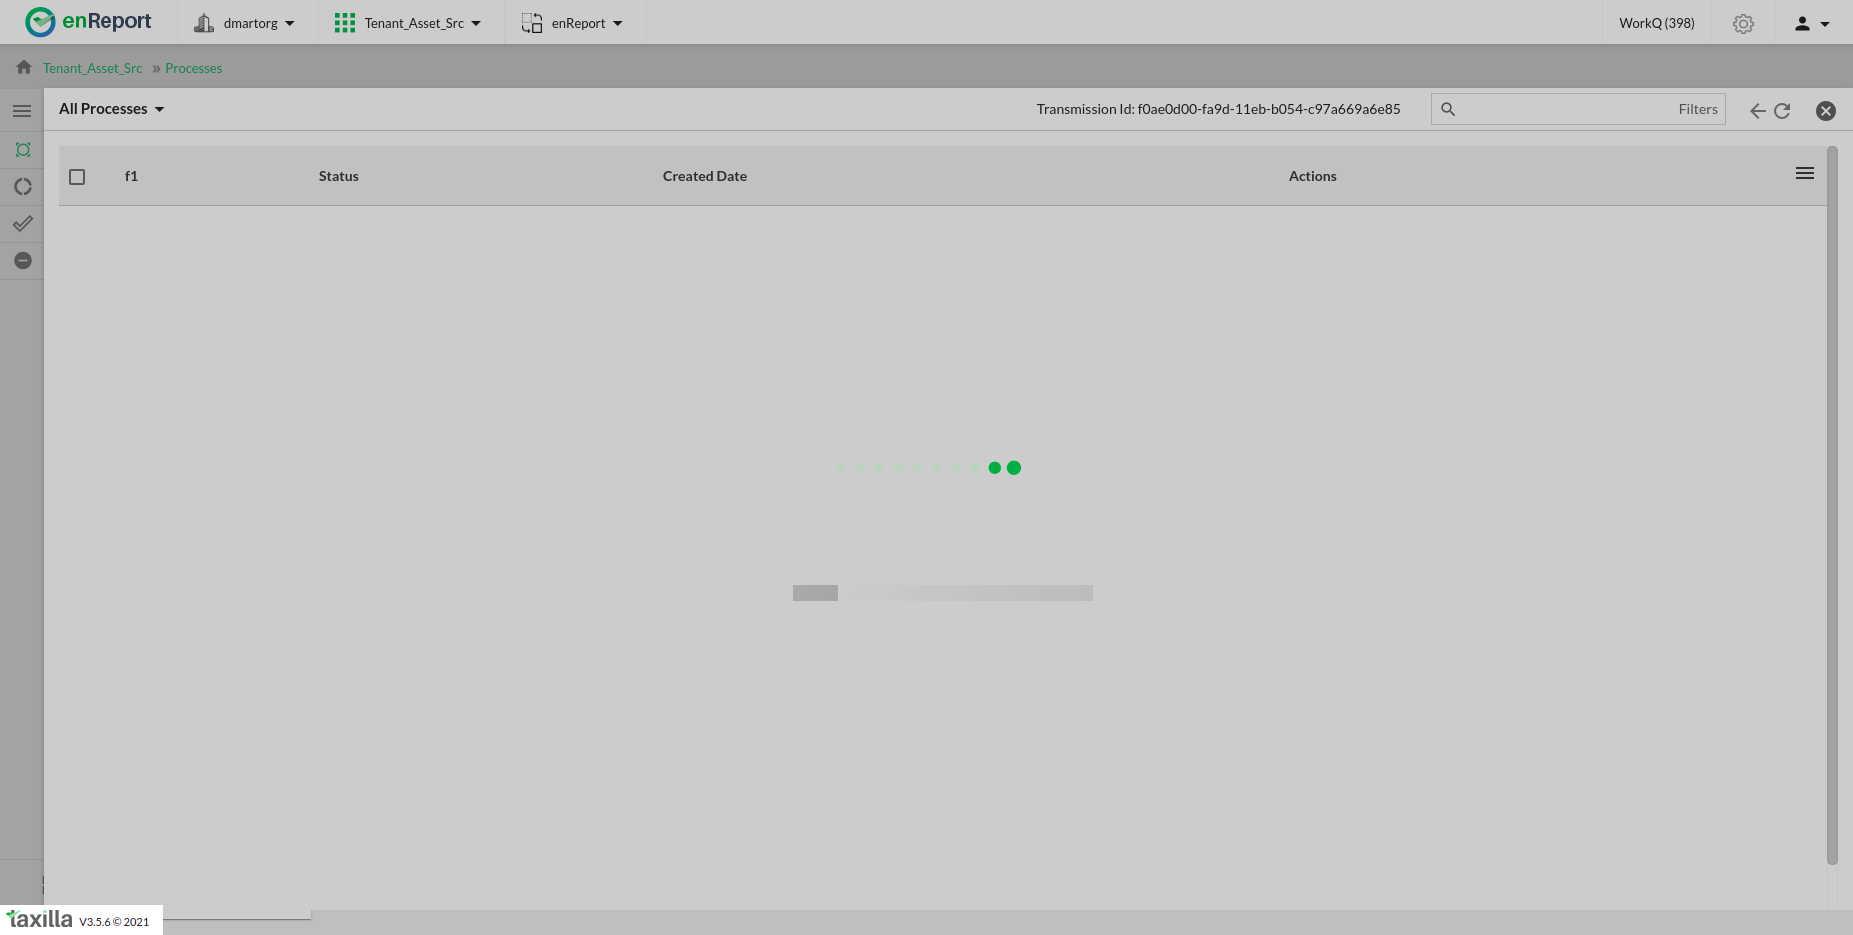 enReport dmartorg Tenant_Asset_Src enReport WorkQ (398)
Tenant_Asset_Src » Processes
All Processes Transmission Id: f0ae0d00-fa9d-11eb-b054-c97a669a6e85 Filters
f1 Status Created Date Actions
taxilla V3.5.6 © 2021